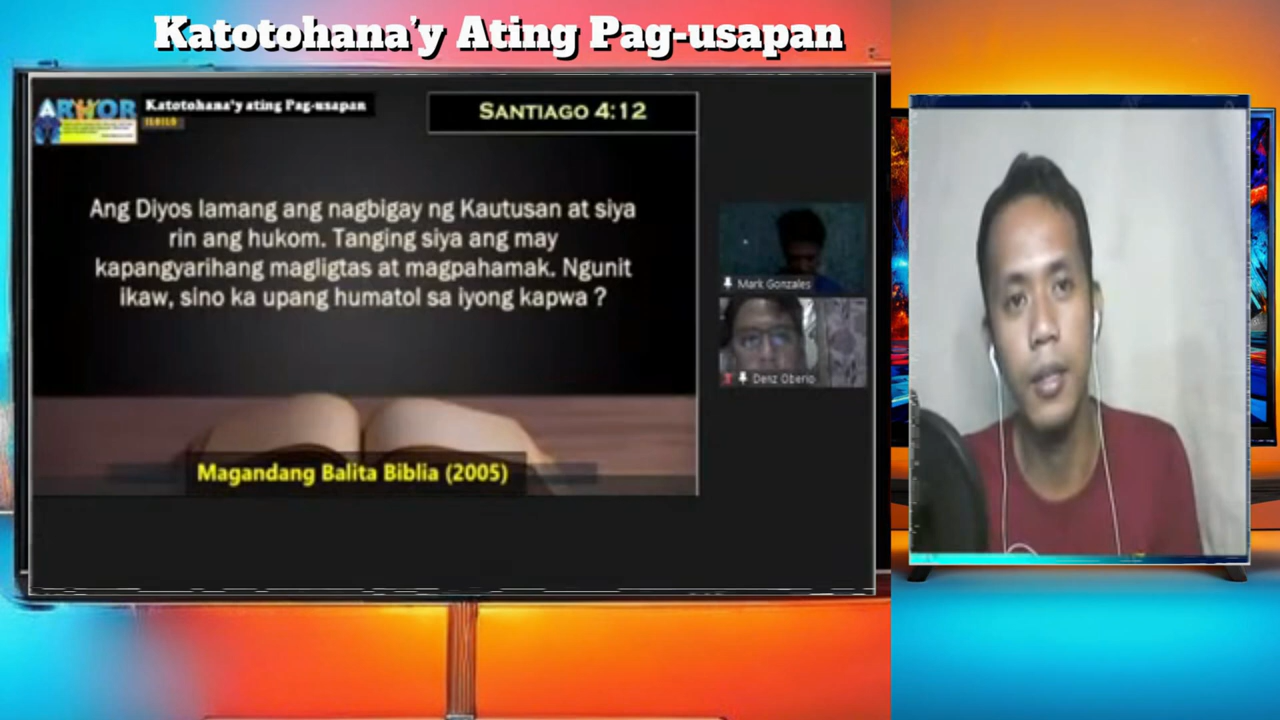 Katotohana'y Ating Pag-usapan
ARWOR
Katotohana'y ating Pag-usapan
SANTIAGO 4:12
Ang Diyos lamang ang nagbigay ng Kautusan at siya
rin ang hukom. Tanging siya ang may
kapangyarihang magligtas at magpahamak. Ngunit
ikaw, sino ka upang humatol sa iyong kapwa ?
Mark Gonzales
Denz Oberio
Magandang Balita Biblia (2005)